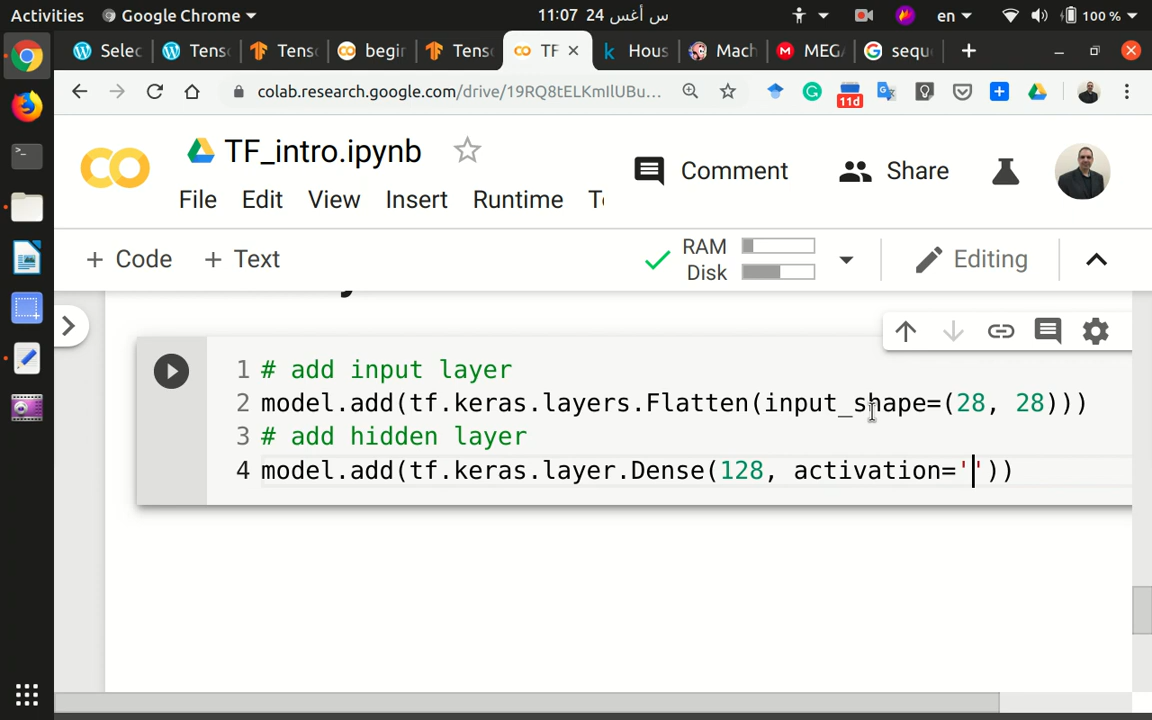 Activities Google Chrome 11:07 24 س أغس en 100 %
Selec Tens Tens begin Tens TF Hous Mach MEGA sequ
colab.research.google.com/drive/19RQ8tELKmIlUBu... 11d
TF_intro.ipynb
Comment Share
File Edit View Insert Runtime
+ Code + Text RAM Disk Editing
1 # add input layer
2 model.add(tf.keras.layers.Flatten(input_shape=(28, 28)))
3 # add hidden layer
4 model.add(tf.keras.layer.Dense(128, activation=''))